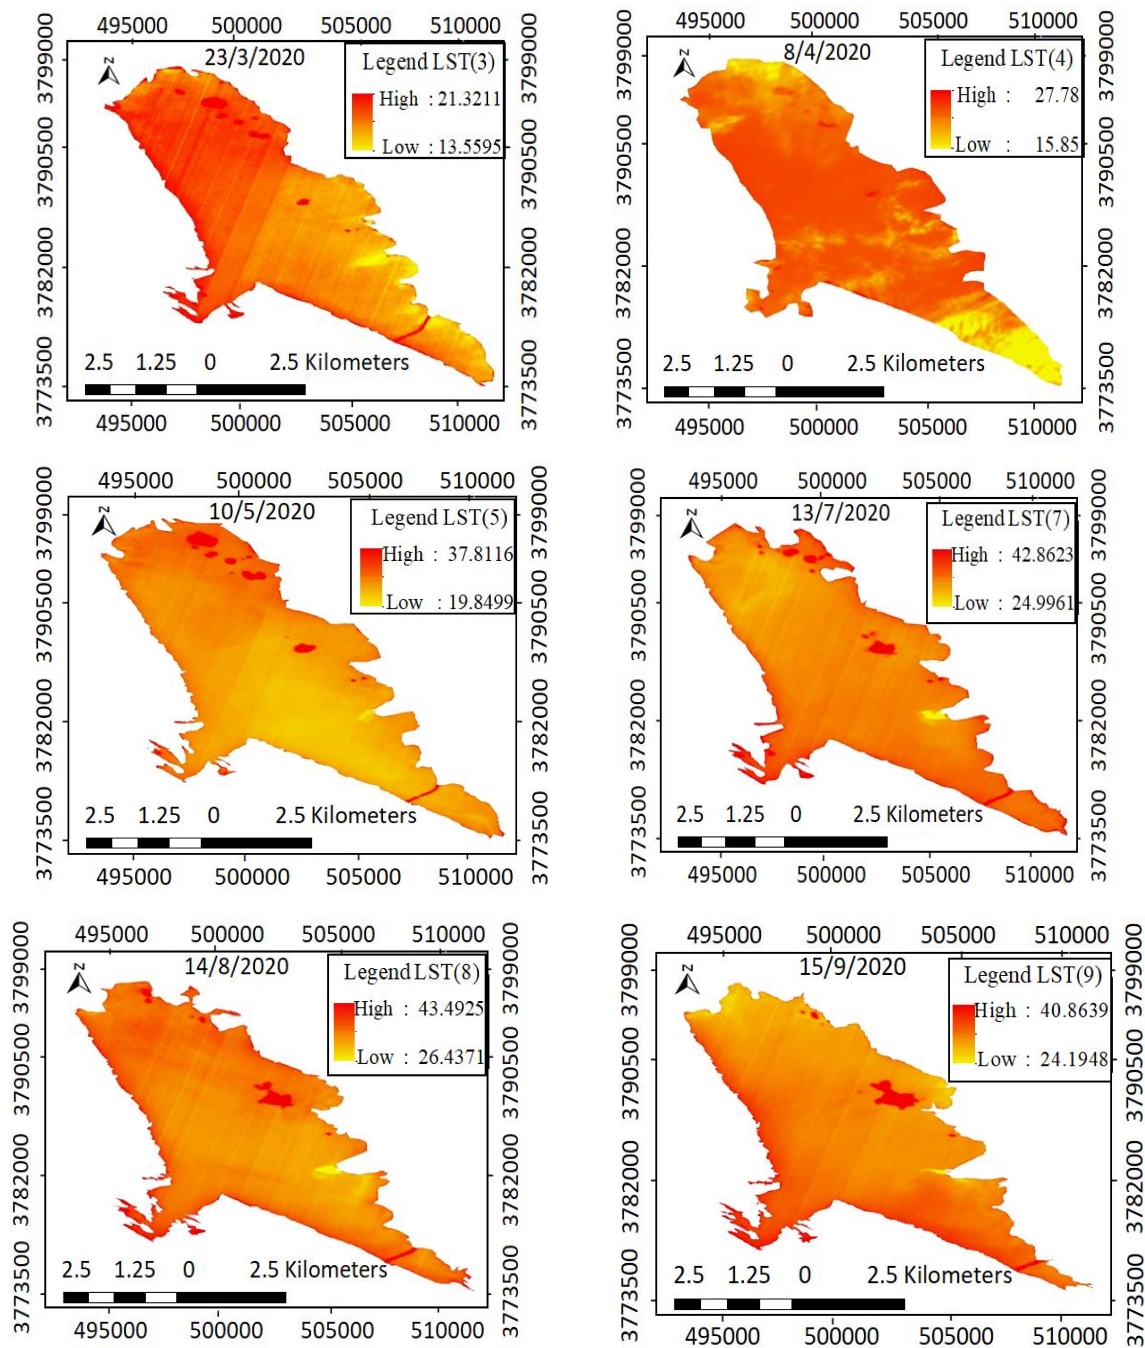 495000 500000 505000 510000
23/3/2020
Legend LST(3)
High : 21.3211
Low : 13.5595
N
3799000
3790500
3782000
3773500
3799000
3790500
3782000
3773500
2.5 1.25 0 2.5 Kilometers
495000 500000 505000 510000
495000 500000 505000 510000
8/4/2020
Legend LST(4)
High : 27.78
Low : 15.85
N
3799000
3790500
3782000
3773500
3799000
3790500
3782000
3773500
2.5 1.25 0 2.5 Kilometers
495000 500000 505000 510000
495000 500000 505000 510000
10/5/2020
Legend LST(5)
High : 37.8116
Low : 19.8499
N
3799000
3790500
3782000
3773500
3799000
3790500
3782000
3773500
2.5 1.25 0 2.5 Kilometers
495000 500000 505000 510000
495000 500000 505000 510000
13/7/2020
Legend LST(7)
High : 42.8623
Low : 24.9961
N
3799000
3790500
3782000
3773500
3799000
3790500
3782000
3773500
2.5 1.25 0 2.5 Kilometers
495000 500000 505000 510000
495000 500000 505000 510000
14/8/2020
Legend LST(8)
High : 43.4925
Low : 26.4371
N
3799000
3790500
3782000
3773500
3799000
3790500
3782000
3773500
2.5 1.25 0 2.5 Kilometers
495000 500000 505000 510000
495000 500000 505000 510000
15/9/2020
Legend LST(9)
High : 40.8639
Low : 24.1948
N
3799000
3790500
3782000
3773500
3799000
3790500
3782000
3773500
2.5 1.25 0 2.5 Kilometers
495000 500000 505000 510000